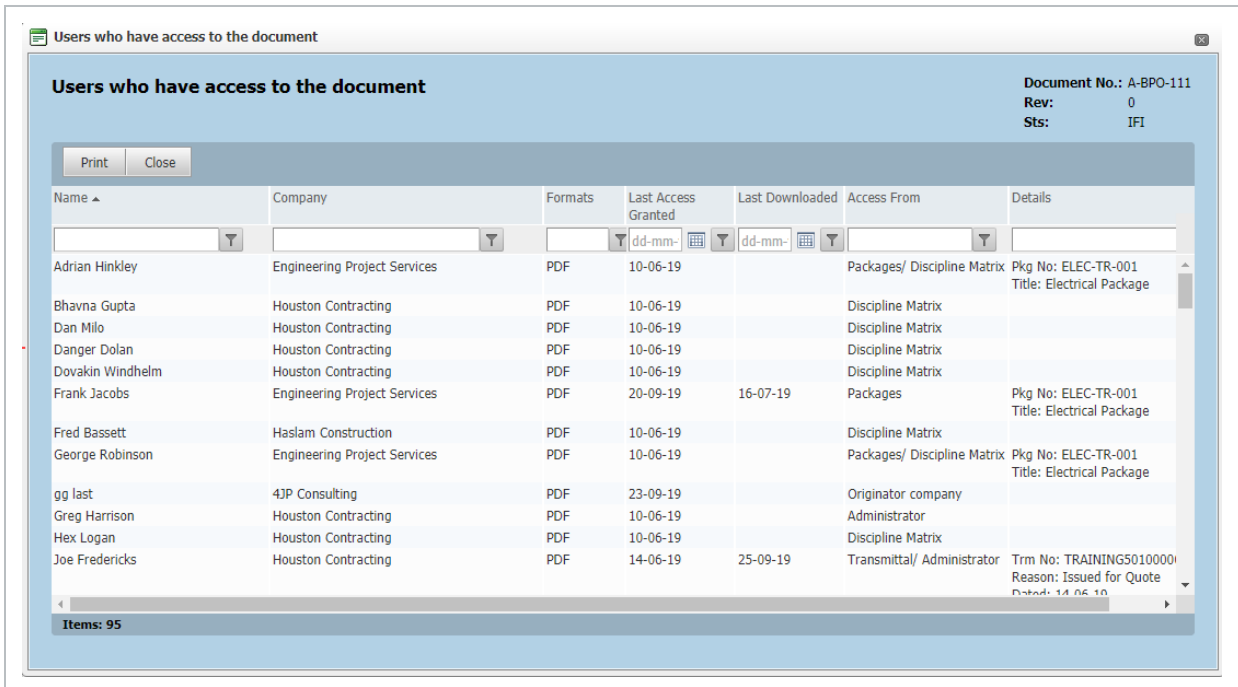 Users who have access to the document
Users who have access to the document
Document No.: A-BPO-111
Rev: 0
Sts: IFI
Print Close
Name Company Formats Last Access Granted Last Downloaded Access From Details
dd-mm- dd-mm-
Adrian Hinkley Engineering Project Services PDF 10-06-19 Packages/ Discipline Matrix Pkg No: ELEC-TR-001
Title: Electrical Package
Bhavna Gupta Houston Contracting PDF 10-06-19 Discipline Matrix
Dan Milo Houston Contracting PDF 10-06-19 Discipline Matrix
Danger Dolan Houston Contracting PDF 10-06-19 Discipline Matrix
Dovakin Windhelm Houston Contracting PDF 10-06-19 Discipline Matrix
Frank Jacobs Engineering Project Services PDF 20-09-19 16-07-19 Packages Pkg No: ELEC-TR-001
Title: Electrical Package
Fred Bassett Haslam Construction PDF 10-06-19 Discipline Matrix
George Robinson Engineering Project Services PDF 10-06-19 Packages/ Discipline Matrix Pkg No: ELEC-TR-001
Title: Electrical Package
gg last 4JP Consulting PDF 23-09-19 Originator company
Greg Harrison Houston Contracting PDF 10-06-19 Administrator
Hex Logan Houston Contracting PDF 10-06-19 Discipline Matrix
Joe Fredericks Houston Contracting PDF 14-06-19 25-09-19 Transmittal/ Administrator Trm No: TRAINING50100000
Reason: Issued for Quote
Dated: 14-06-19
Items: 95